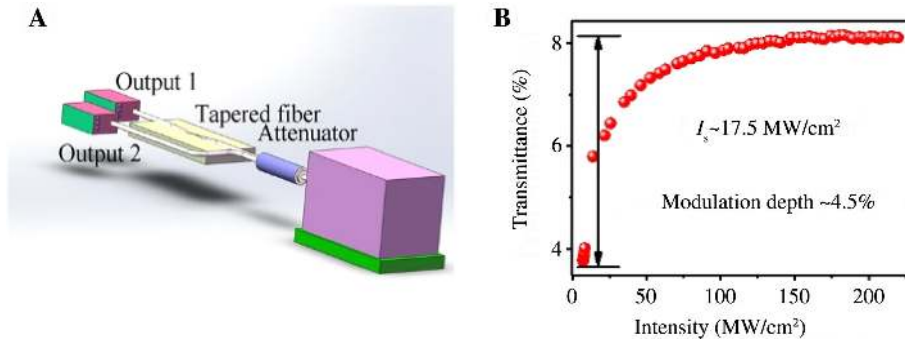 A
Output 1
Tapered fiber
Attenuator
Output 2
B
8
6
4
Transmittance (%)
I_s~17.5 MW/cm²
Modulation depth ~4.5%
0 50 100 150 200
Intensity (MW/cm²)